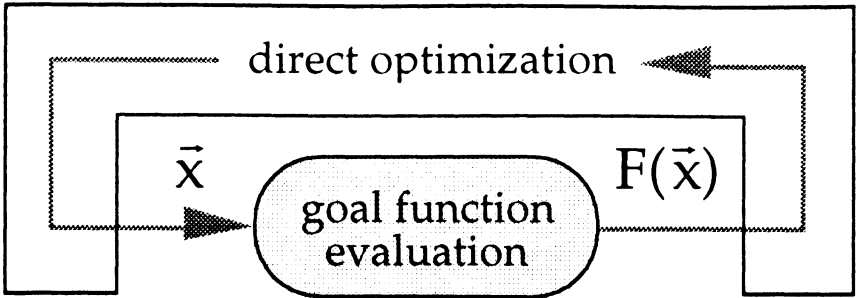 direct optimization
x⃗
F(x⃗)
goal function
evaluation